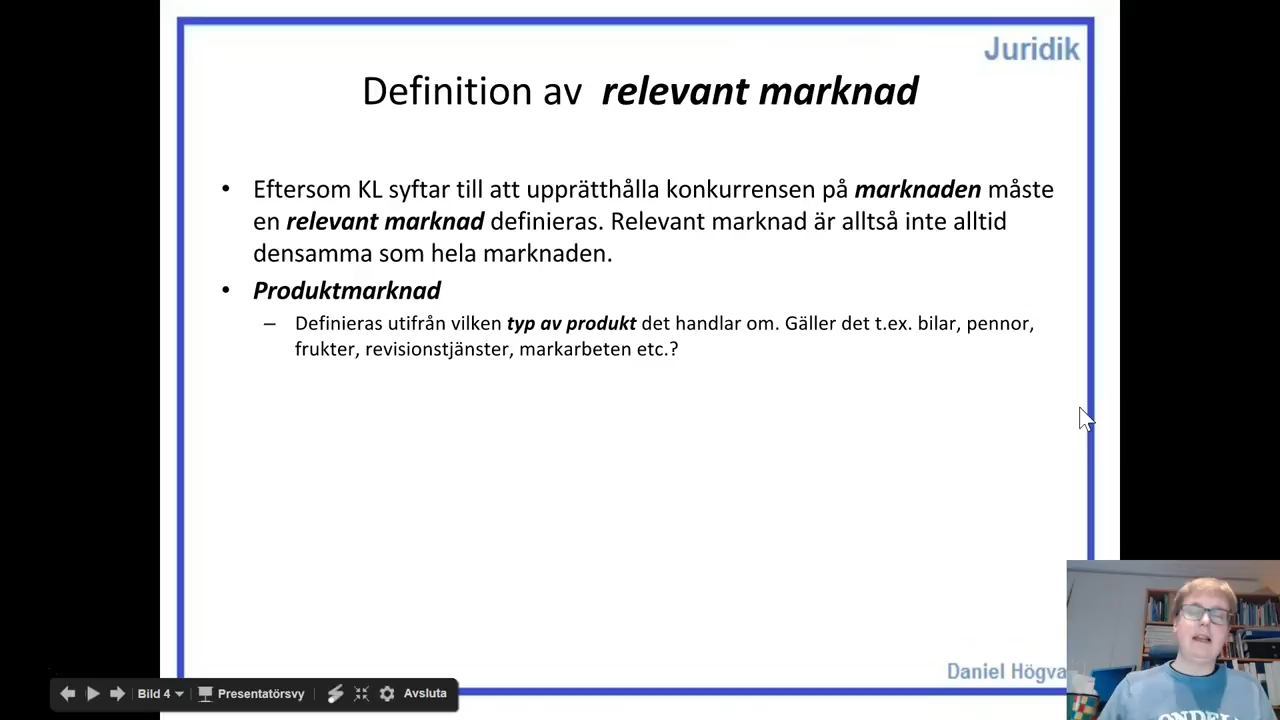 Juridik
Definition av relevant marknad
• Eftersom KL syftar till att upprätthålla konkurrensen på marknaden måste
en relevant marknad definieras. Relevant marknad är alltså inte alltid
densamma som hela marknaden.
• Produktmarknad
– Definieras utifrån vilken typ av produkt det handlar om. Gäller det t.ex. bilar, pennor,
frukter, revisionstjänster, markarbeten etc.?
Daniel Högva
Bild 4
Presentatörsvy
Avsluta